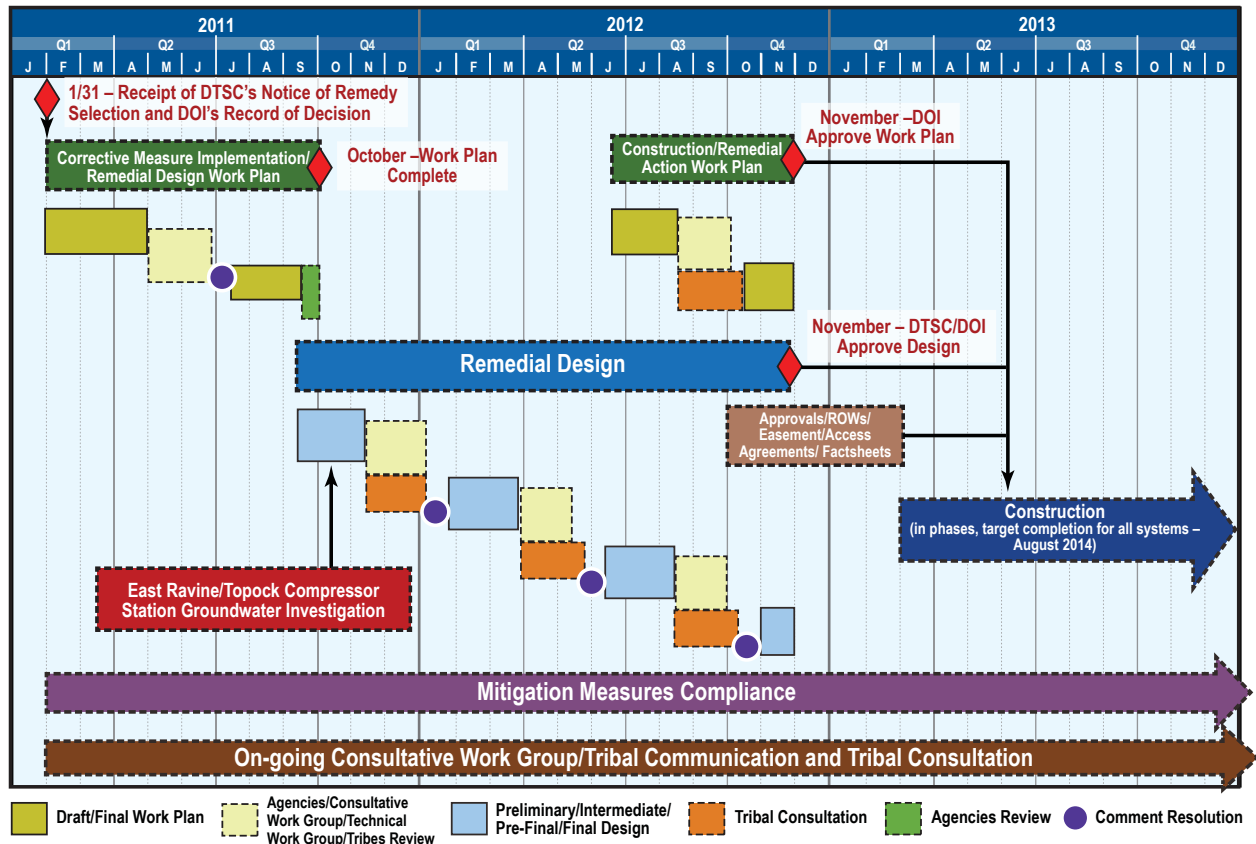 2011
2012
2013
Q1 Q2 Q3 Q4 Q1 Q2 Q3 Q4 Q1 Q2 Q3 Q4
J F M A M J J A S O N D J F M A M J J A S O N D J F M A M J J A S O N D
1/31 – Receipt of DTSC's Notice of Remedy
Selection and DOI's Record of Decision
Corrective Measure Implementation/
Remedial Design Work Plan
October –Work Plan
Complete
Construction/Remedial
Action Work Plan
November –DOI
Approve Work Plan
Remedial Design
November – DTSC/DOI
Approve Design
Approvals/ROWs/
Easement/Access
Agreements/ Factsheets
Construction
(in phases, target completion for all systems –
August 2014)
East Ravine/Topock Compressor
Station Groundwater Investigation
Mitigation Measures Compliance
On-going Consultative Work Group/Tribal Communication and Tribal Consultation
Draft/Final Work Plan
Agencies/Consultative
Work Group/Technical
Work Group/Tribes Review
Preliminary/Intermediate/
Pre-Final/Final Design
Tribal Consultation
Agencies Review
Comment Resolution